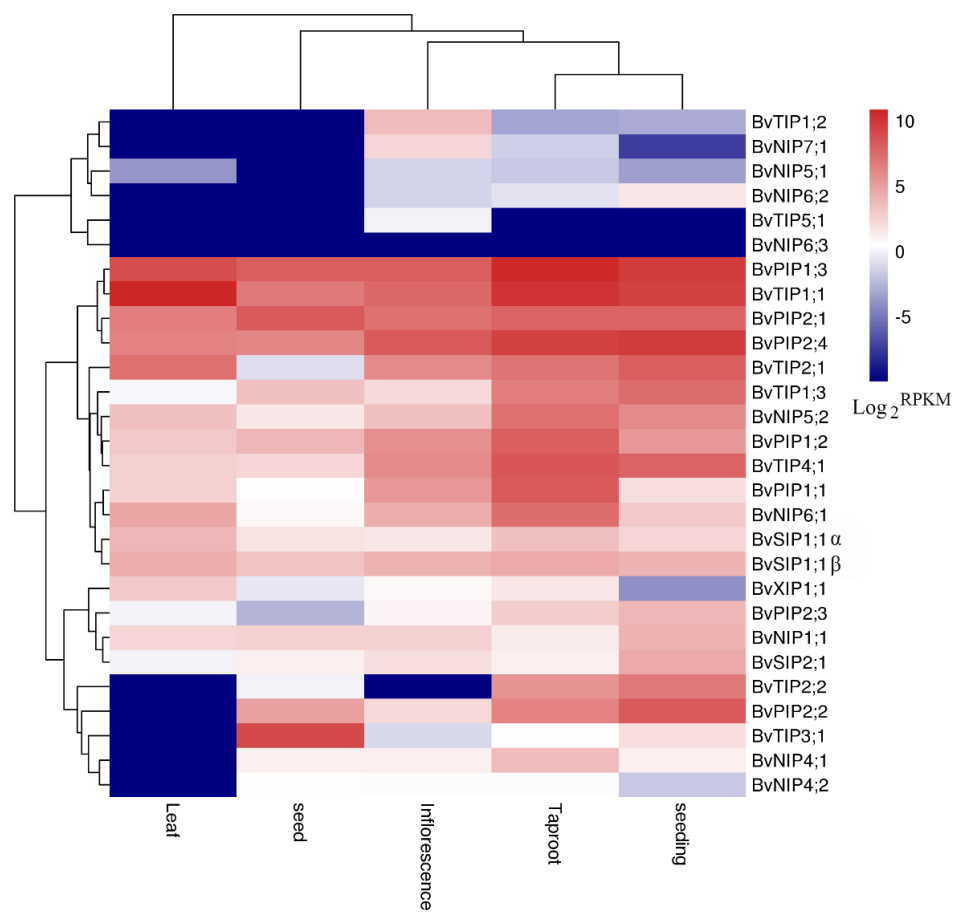 BvTIP1;2
BvNIP7;1
BvNIP5;1
BvNIP6;2
BvTIP5;1
BvNIP6;3
BvPIP1;3
BvTIP1;1
BvPIP2;1
BvPIP2;4
BvTIP2;1
BvTIP1;3
BvNIP5;2
BvPIP1;2
BvTIP4;1
BvPIP1;1
BvNIP6;1
BvSIP1;1 α
BvSIP1;1 β
BvXIP1;1
BvPIP2;3
BvNIP1;1
BvSIP2;1
BvTIP2;2
BvPIP2;2
BvTIP3;1
BvNIP4;1
BvNIP4;2
10
5
0
-5
Log2RPKM
Leaf
seed
Inflorescence
Taproot
seeding